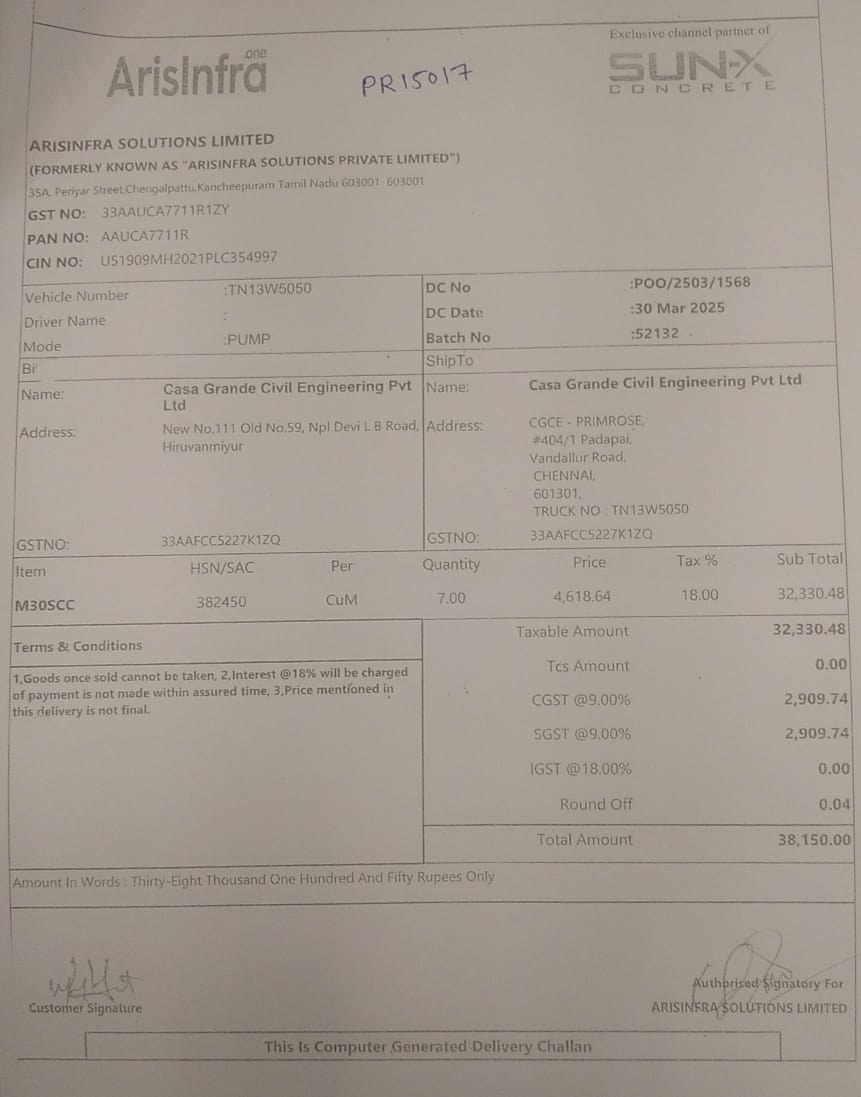 Exclusive channel partner of
ArisInfra .one
PR15017
SUN-X
CONCRETE
ARISINFRA SOLUTIONS LIMITED
(FORMERLY KNOWN AS "ARISINFRA SOLUTIONS PRIVATE LIMITED")
35A, Periyar Street,Chengalpattu,Kancheepuram Tamil Nadu 603001 603001
GST NO: 33AAUCA7711R1ZY
PAN NO: AAUCA7711R
CIN NO: U51909MH2021PLC354997
Vehicle Number :TN13W5050 DC No :POO/2503/1568
Driver Name : DC Date :30 Mar 2025
Mode :PUMP Batch No :52132
ShipTo
Name: Casa Grande Civil Engineering Pvt Name: Casa Grande Civil Engineering Pvt Ltd
Ltd
Address: New No.111 Old No.59, Npl Devi L B Road, Address: CGCE - PRIMROSE,
Hiruvanmiyur #404/1 Padapai,
Vandallur Road,
CHENNAI,
601301,
TRUCK NO : TN13W5050
GSTNO: 33AAFCC5227K1ZQ GSTNO: 33AAFCC5227K1ZQ
Item HSN/SAC Per Quantity Price Tax % Sub Total
M30SCC 382450 CuM 7.00 4,618.64 18.00 32,330.48
Terms & Conditions
1,Goods once sold cannot be taken, 2,Interest @18% will be charged
of payment is not made within assured time, 3,Price mentioned in
this delivery is not final.
Taxable Amount 32,330.48
Tcs Amount 0.00
CGST @9.00% 2,909.74
SGST @9.00% 2,909.74
IGST @18.00% 0.00
Round Off 0.04
Total Amount 38,150.00
Amount In Words : Thirty-Eight Thousand One Hundred And Fifty Rupees Only
Customer Signature
Authorised Signatory For
ARISINFRA SOLUTIONS LIMITED
This Is Computer Generated Delivery Challan